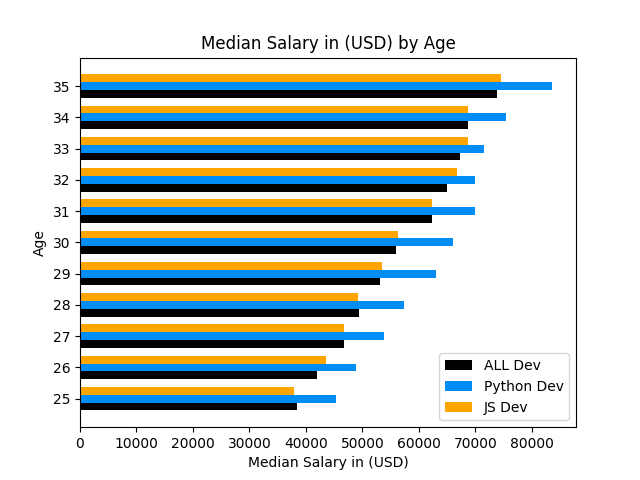 Median Salary in (USD) by Age
Age
35
34
33
32
31
30
29
28
27
26
25
ALL Dev
Python Dev
JS Dev
0 10000 20000 30000 40000 50000 60000 70000 80000
Median Salary in (USD)